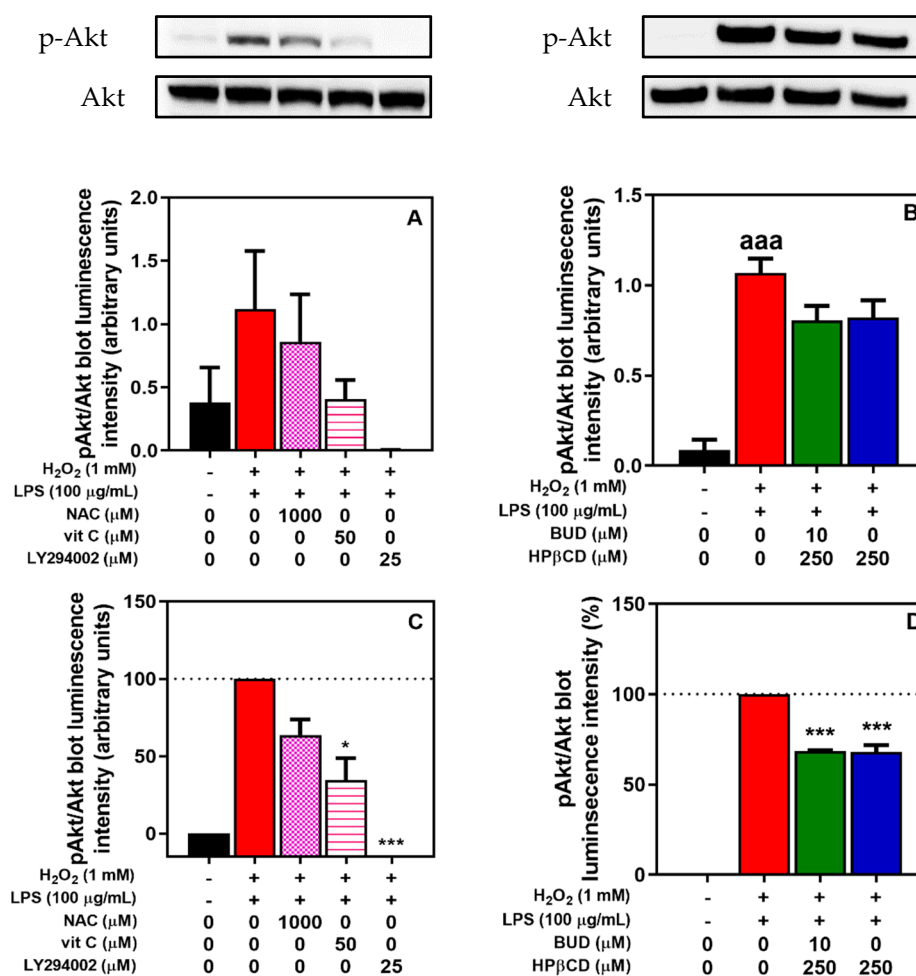 p-Akt
Akt
p-Akt
Akt
pAkt/Akt blot luminescence
intensity (arbitrary units)
2.0
1.5
1.0
0.5
0.0
A
H₂O₂ (1 mM) - + + + +
LPS (100 µg/mL) - + + + +
NAC (µM) 0 0 1000 0 0
vit C (µM) 0 0 0 50 0
LY294002 (µM) 0 0 0 0 25
pAkt/Akt blot luminsecence
intensity (arbitrary units)
1.5
1.0
0.5
0.0
B
aaa
H₂O₂ (1 mM) - + + +
LPS (100 µg/mL) - + + +
BUD (µM) 0 0 10 0
HPβCD (µM) 0 0 250 250
pAkt/Akt blot luminescence
intensity (arbitrary units)
150
100
50
0
C
*
***
H₂O₂ (1 mM) - + + + +
LPS (100 µg/mL) - + + + +
NAC (µM) 0 0 1000 0 0
vit C (µM) 0 0 0 50 0
LY294002 (µM) 0 0 0 0 25
pAkt/Akt blot
luminsecence intensity (%)
150
100
50
0
D
***
***
H₂O₂ (1 mM) - + + +
LPS (100 µg/mL) - + + +
BUD (µM) 0 0 10 0
HPβCD (µM) 0 0 250 250